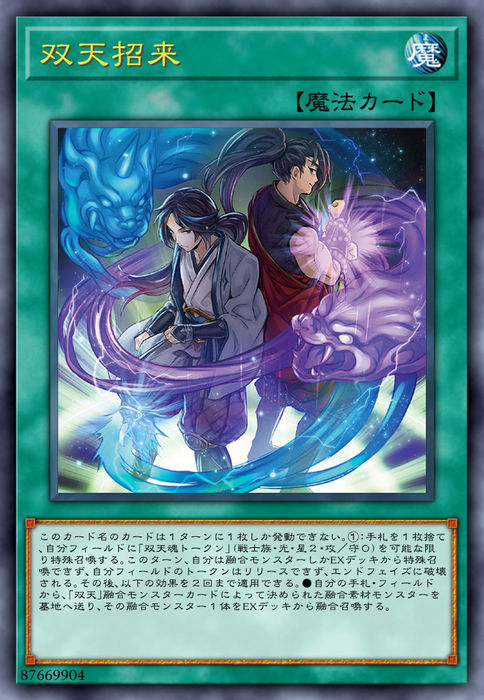 双天招来
魔
【魔法カード】
このカード名のカードは1ターンに1枚しか発動できない。①:手札を1枚捨て
、自分フィールドに「双天魂トークン」(戦士族・光・星2・攻/守0)を可能な限
り特殊召喚する。このターン、自分は融合モンスターしかEXデッキから特殊召
喚できず、自分フィールドのトークンはリリースできず、エンドフェイズに破壊
される。その後、以下の効果を2回まで適用できる。●自分の手札・フィールド
から、「双天」融合モンスターカードによって決められた融合素材モンスターを
墓地へ送り、その融合モンスター1体をEXデッキから融合召喚する。
87669904